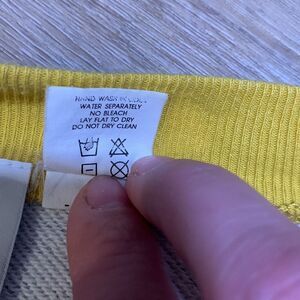 HAND WASH IN COLD
WATER SEPARATELY
NO BLEACH
LAY FLAT TO DRY
DO NOT DRY CLEAN